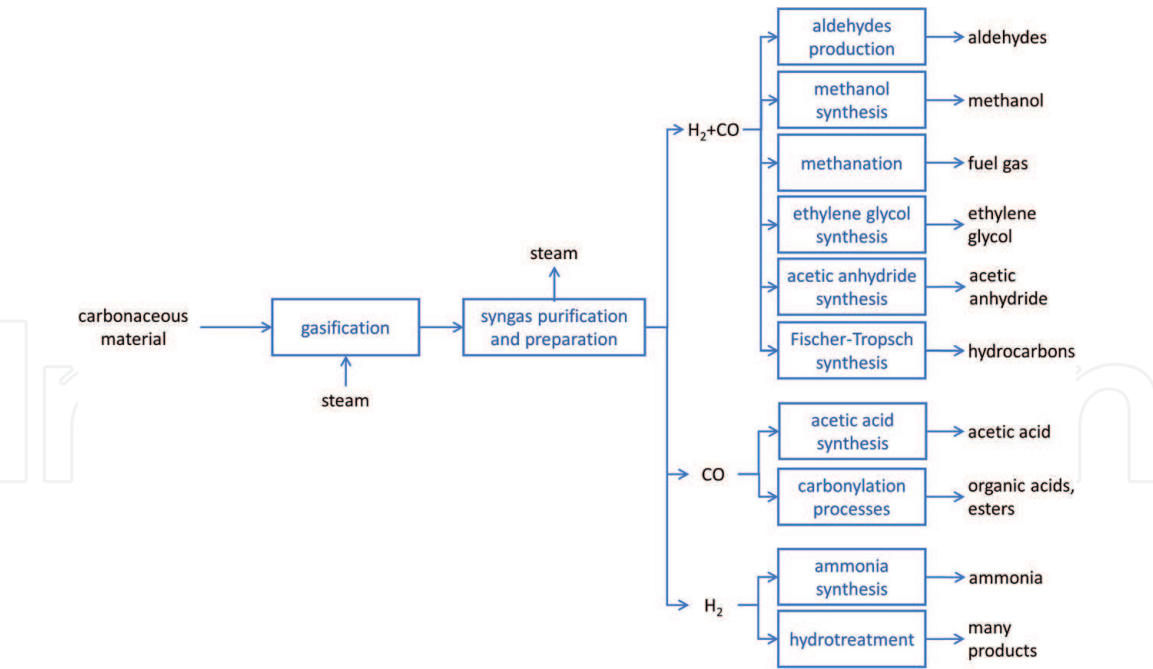 carbonaceous
material
gasification
steam
steam
syngas purification
and preparation
H₂+CO
aldehydes
production
aldehydes
methanol
synthesis
methanol
methanation
fuel gas
ethylene glycol
synthesis
ethylene
glycol
acetic anhydride
synthesis
acetic
anhydride
Fischer-Tropsch
synthesis
hydrocarbons
CO
acetic acid
synthesis
acetic acid
carbonylation
processes
organic acids,
esters
H₂
ammonia
synthesis
ammonia
hydrotreatment
many
products